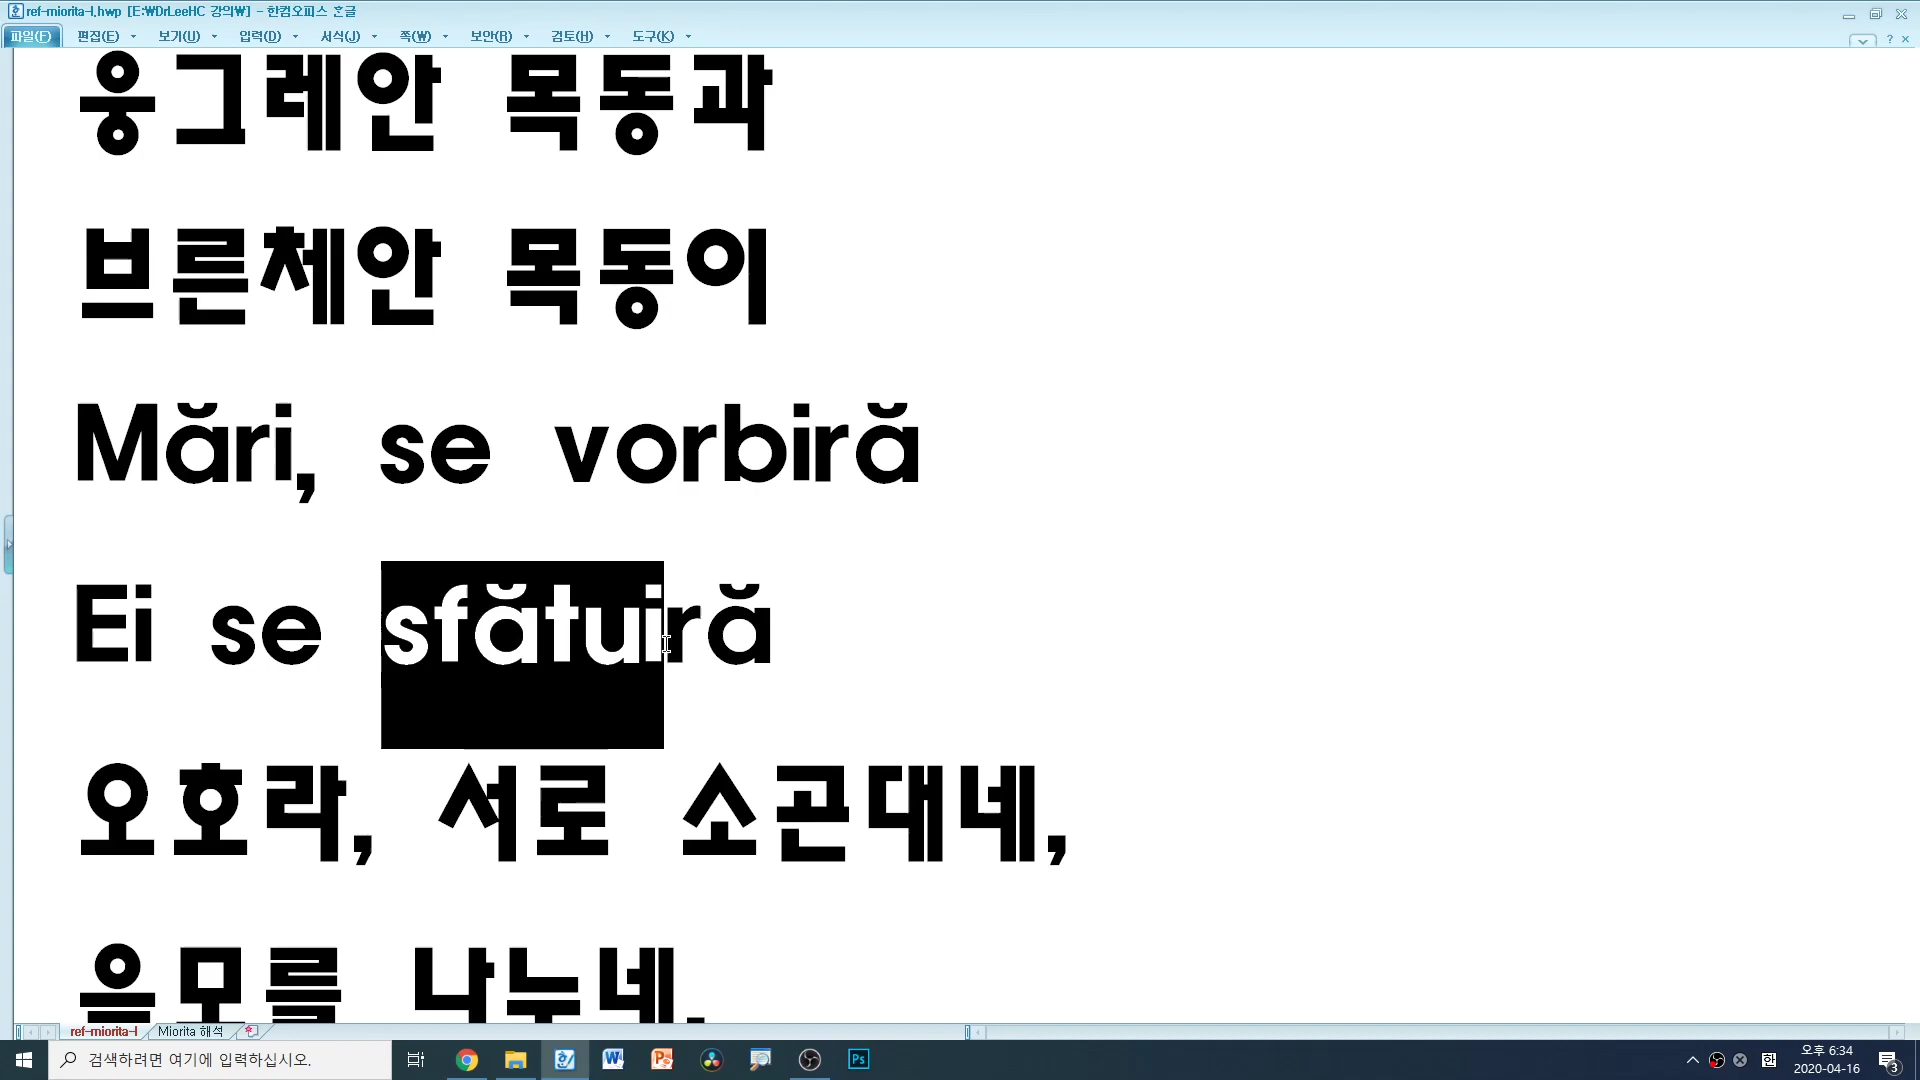 ref-miorita-l.hwp [E:₩DrLeeHC 강의₩] - 한컴오피스 흔글
파일(F) 편집(E) 보기(U) 입력(D) 서식(J) 쪽(W) 보안(R) 검토(H) 도구(K)
웅그레안 목동과
브른체안 목동이
Mări, se vorbiră
Ei se sfătuiră
오호라, 서로 소곤대네,
음모를 나누네.
ref-miorita-l Miorita 해석
검색하려면 여기에 입력하십시오.
한
오후 6:34
2020-04-16
3
Ps